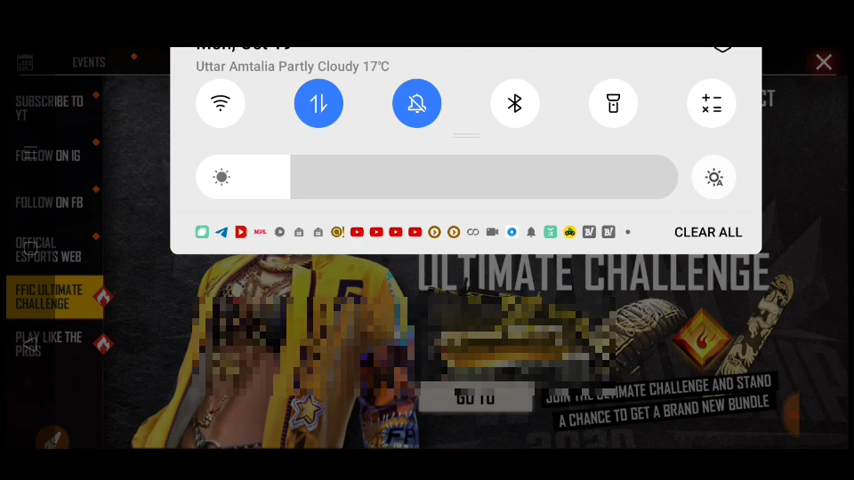 Uttar Amtalia Partly Cloudy 17°C
CLEAR ALL
EVENTS
SUBSCRIBE TO
YT
FOLLOW ON IG
FOLLOW ON FB
OFFICIAL
ESPORTS WEB
FFIC ULTIMATE
CHALLENGE
PLAY LIKE THE
PROS
ULTIMATE CHALLENGE
GO TO
JOIN THE ULTIMATE CHALLENGE AND STAND
A CHANCE TO GET A BRAND NEW BUNDLE